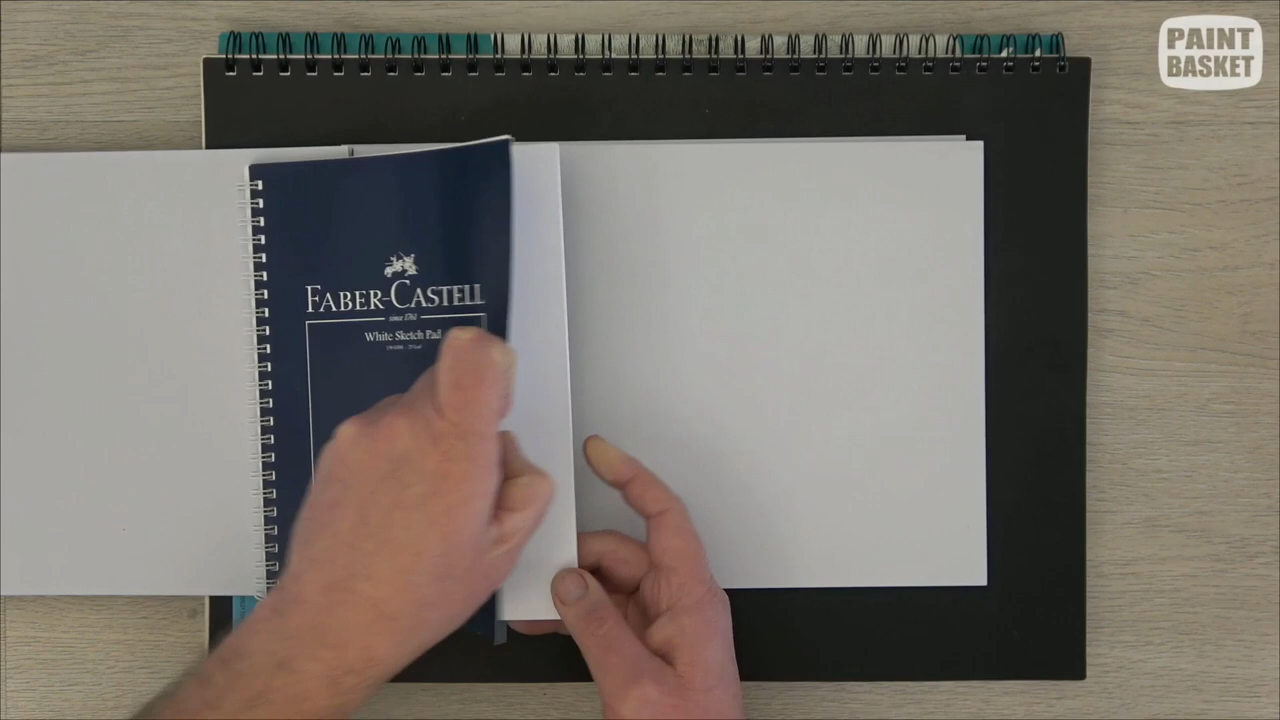 PAINT
BASKET
FABER-CASTELL
since 1761
White Sketch Pad